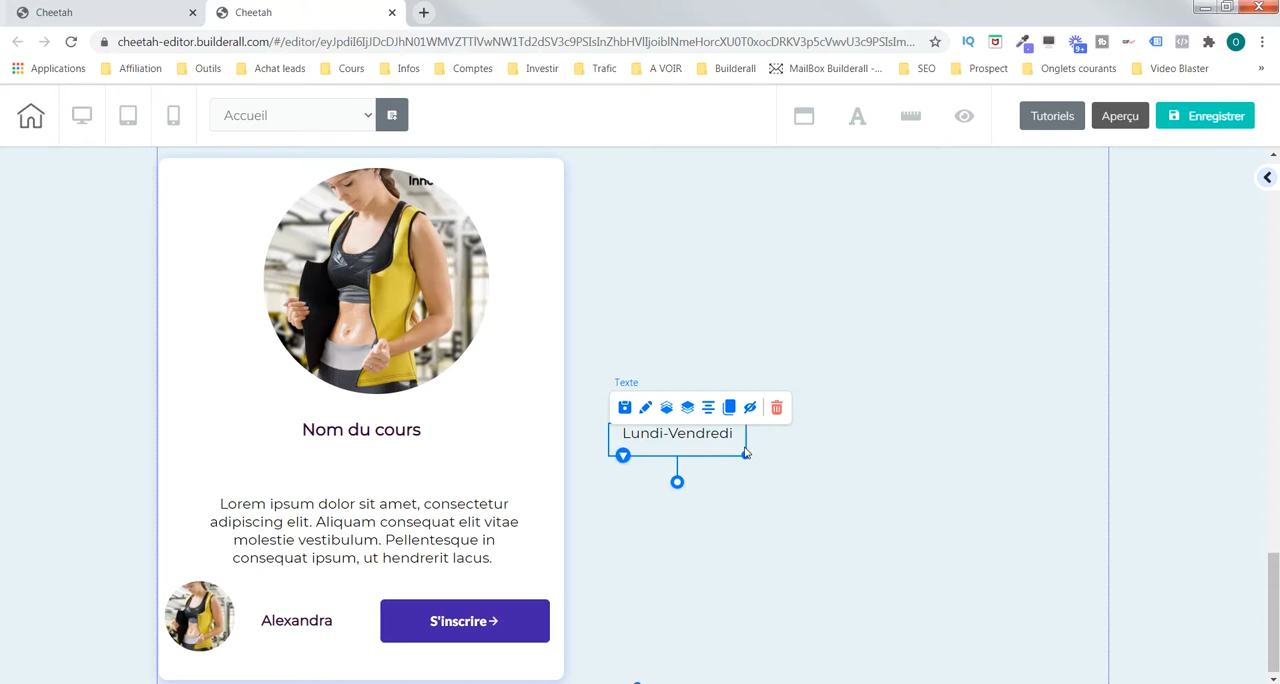 Cheetah
Cheetah
cheetah-editor.builderall.com/#/editor/eyJpdiI6IjJDcDJIhN01WMVZTTlVwNW1Td2dSV3c9PSIsInZhbHVlIjoiblNmeHorcXU0T0xocDRKV3p5cVwvU3c9PSIsIm...
Applications
Affiliation
Outils
Achat leads
Cours
Infos
Comptes
Investir
Trafic
A VOIR
Builderall
MailBox Builderall -...
SEO
Prospect
Onglets courants
Video Blaster
»
Accueil
Tutoriels
Aperçu
Enregistrer
Nom du cours
Lorem ipsum dolor sit amet, consectetur
adipiscing elit. Aliquam consequat elit vitae
molestie vestibulum. Pellentesque in
consequat ipsum, ut hendrerit lacus.
Alexandra
S'inscrire→
Texte
Lundi-Vendredi